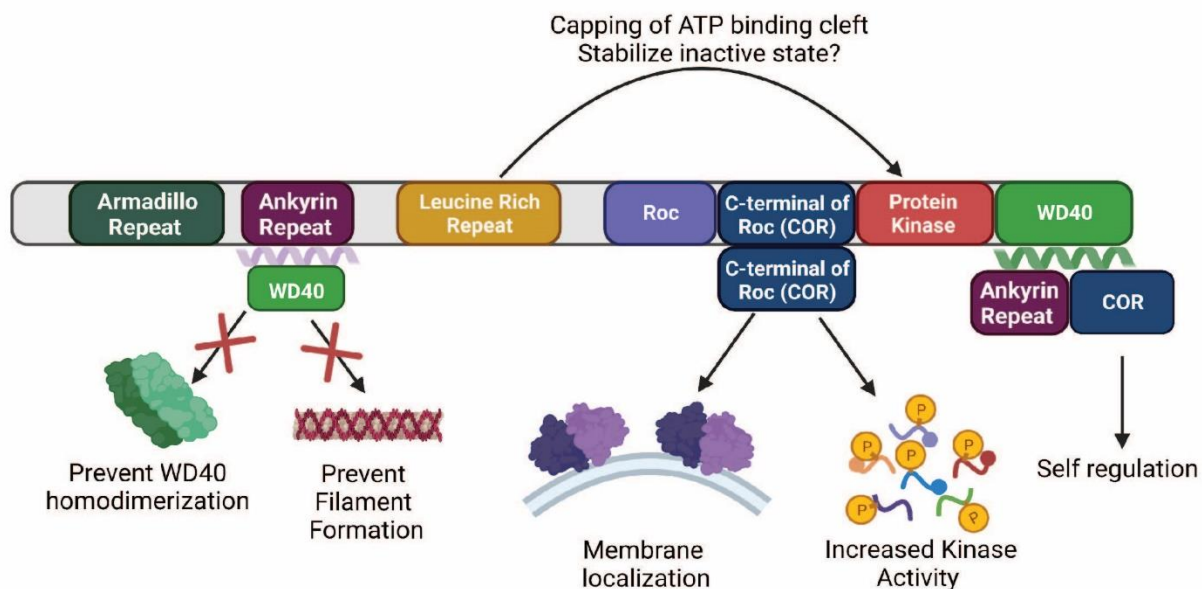 Capping of ATP binding cleft
Stabilize inactive state?
Armadillo
Repeat
Ankyrin
Repeat
Leucine Rich
Repeat
Roc
C-terminal of
Roc (COR)
Protein
Kinase
WD40
WD40
C-terminal of
Roc (COR)
Ankyrin
Repeat
COR
Prevent WD40
homodimerization
Prevent
Filament
Formation
Membrane
localization
P
P
P
P
P
P
Increased Kinase
Activity
Self regulation